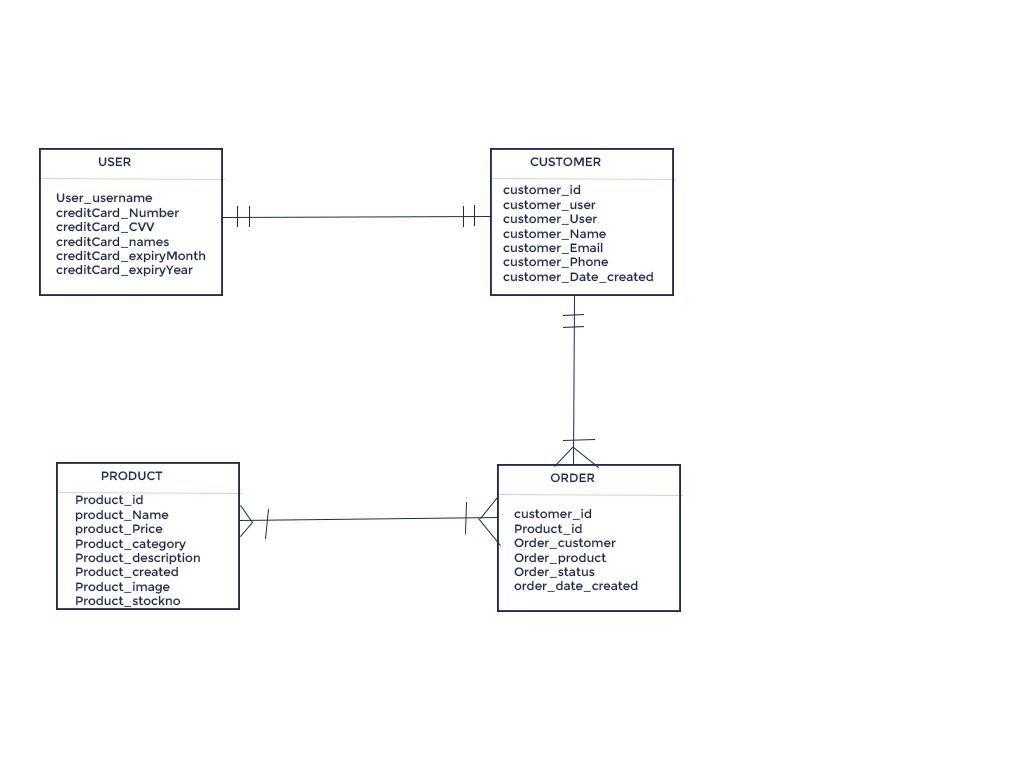 USER
User_username
creditCard_Number
creditCard_CVV
creditCard_names
creditCard_expiryMonth
creditCard_expiryYear
CUSTOMER
customer_id
customer_user
customer_User
customer_Name
customer_Email
customer_Phone
customer_Date_created
PRODUCT
Product_id
product_Name
product_Price
Product_category
Product_description
Product_created
Product_image
Product_stockno
ORDER
customer_id
Product_id
Order_customer
Order_product
Order_status
order_date_created